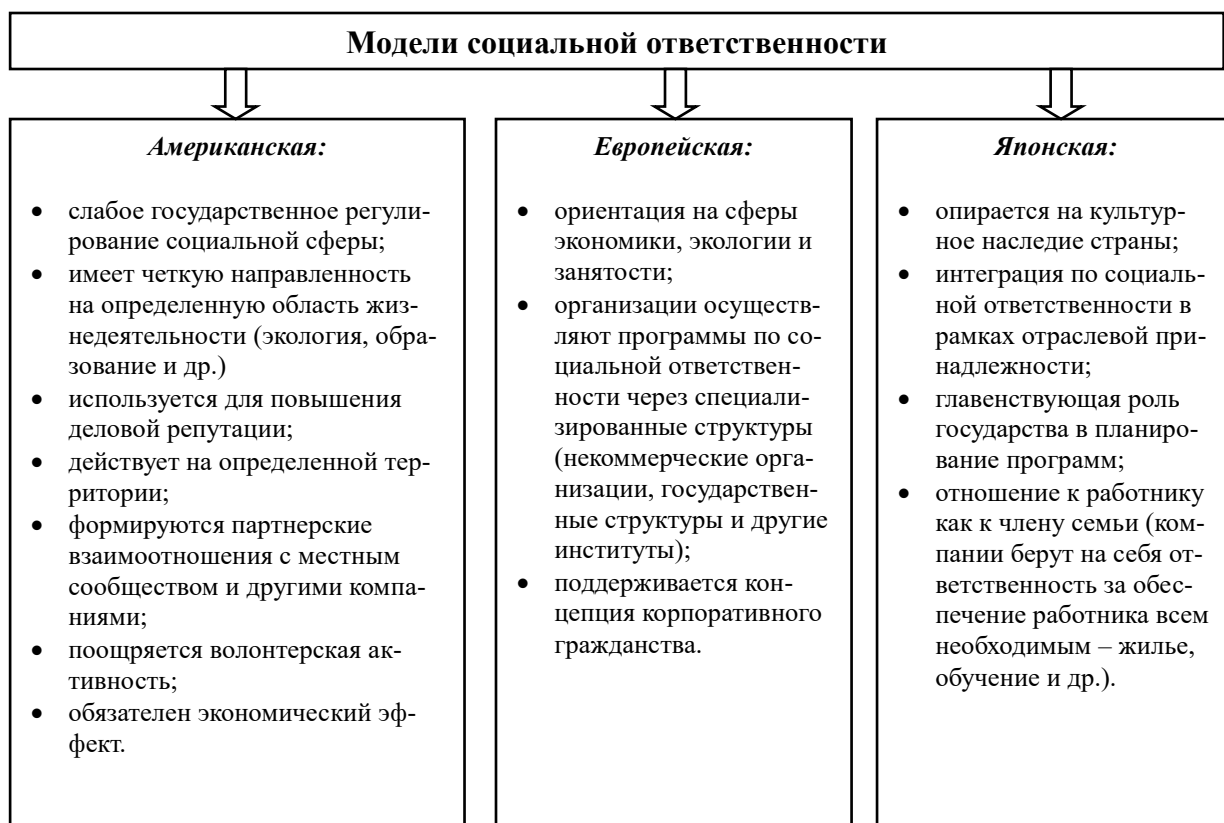 Модели социальной ответственности
Американская:
• слабое государственное регули-
рование социальной сферы;
• имеет четкую направленность
на определенную область жиз-
недеятельности (экология, обра-
зование и др.)
• используется для повышения
деловой репутации;
• действует на определенной тер-
ритории;
• формируются партнерские
взаимоотношения с местным
сообществом и другими компа-
ниями;
• поощряется волонтерская ак-
тивность;
• обязателен экономический эф-
фект.
Европейская:
• ориентация на сферы
экономики, экологии и
занятости;
• организации осуществ-
ляют программы по со-
циальной ответствен-
ности через специали-
зированные структуры
(некоммерческие орга-
низации, государствен-
ные структуры и другие
институты);
• поддерживается кон-
цепция корпоративного
гражданства.
Японская:
• опирается на культур-
ное наследие страны;
• интеграция по социаль-
ной ответственности в
рамках отраслевой при-
надлежности;
• главенствующая роль
государства в планиро-
вание программ;
• отношение к работнику
как к члену семьи (ком-
пании берут на себя от-
ветственность за обес-
печение работника всем
необходимым – жилье,
обучение и др.).